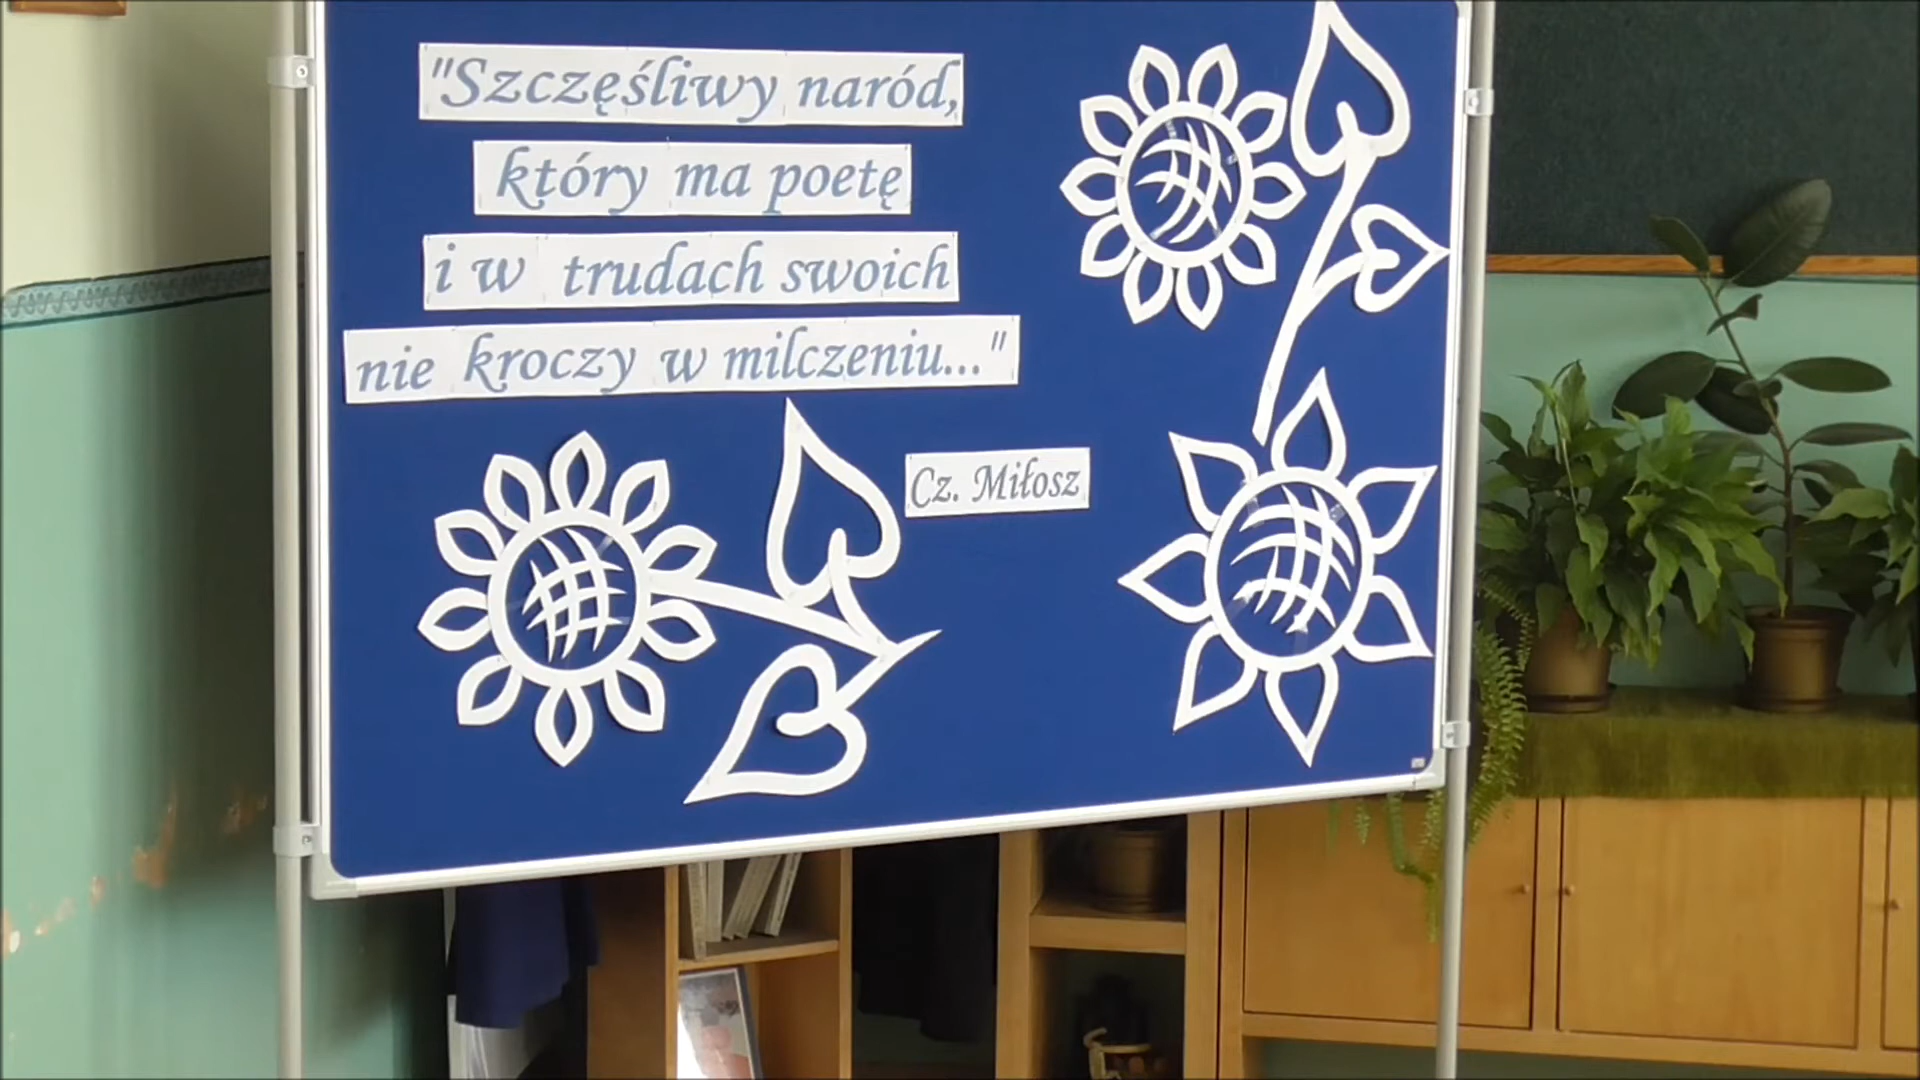 "Szczęśliwy naród,
który ma poetę
i w trudach swoich
nie kroczy w milczeniu..."
Cz. Miłosz